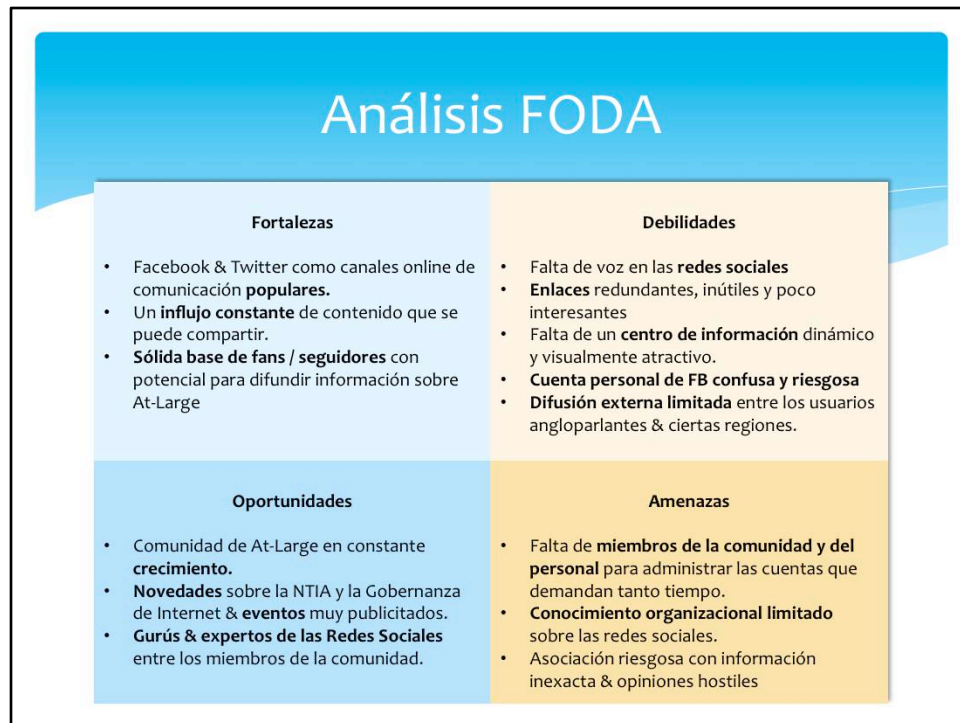 Análisis FODA
Fortalezas
• Facebook & Twitter como canales online de
comunicación populares.
• Un influjo constante de contenido que se
puede compartir.
• Sólida base de fans / seguidores con
potencial para difundir información sobre
At-Large
Debilidades
• Falta de voz en las redes sociales
• Enlaces redundantes, inútiles y poco
interesantes
• Falta de un centro de información dinámico
y visualmente atractivo.
• Cuenta personal de FB confusa y riesgosa
• Difusión externa limitada entre los usuarios
angloparlantes & ciertas regiones.
Oportunidades
• Comunidad de At-Large en constante
crecimiento.
• Novedades sobre la NTIA y la Gobernanza
de Internet & eventos muy publicitados.
• Gurús & expertos de las Redes Sociales
entre los miembros de la comunidad.
Amenazas
• Falta de miembros de la comunidad y del
personal para administrar las cuentas que
demandan tanto tiempo.
• Conocimiento organizacional limitado
sobre las redes sociales.
• Asociación riesgosa con información
inexacta & opiniones hostiles